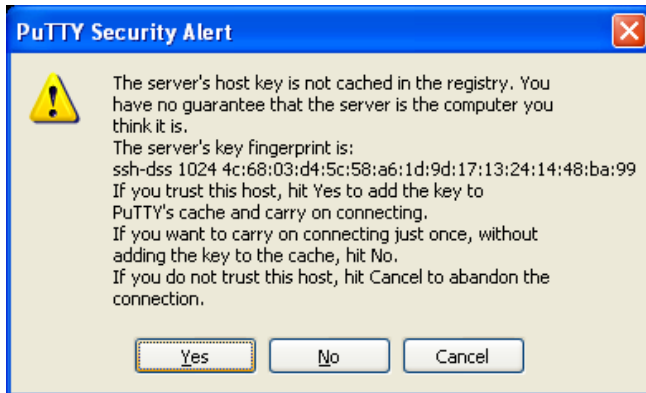 PuTTY Security Alert
The server's host key is not cached in the registry. You
have no guarantee that the server is the computer you
think it is.
The server's key fingerprint is:
ssh-dss 1024 4c:68:03:d4:5c:58:a6:1d:9d:17:13:24:14:48:ba:99
If you trust this host, hit Yes to add the key to
PuTTY's cache and carry on connecting.
If you want to carry on connecting just once, without
adding the key to the cache, hit No.
If you do not trust this host, hit Cancel to abandon the
connection.
Yes No Cancel